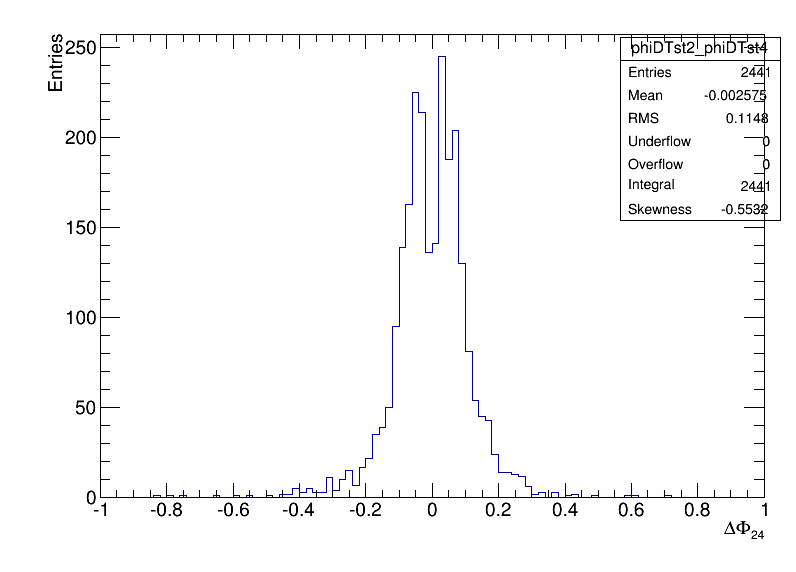 Entries
250
200
150
100
50
0
-1 -0.8 -0.6 -0.4 -0.2 0 0.2 0.4 0.6 0.8 1
ΔΦ24
phiDTst2_phiDTst4
Entries 2441
Mean -0.002575
RMS 0.1148
Underflow 0
Overflow 0
Integral 2441
Skewness -0.5532